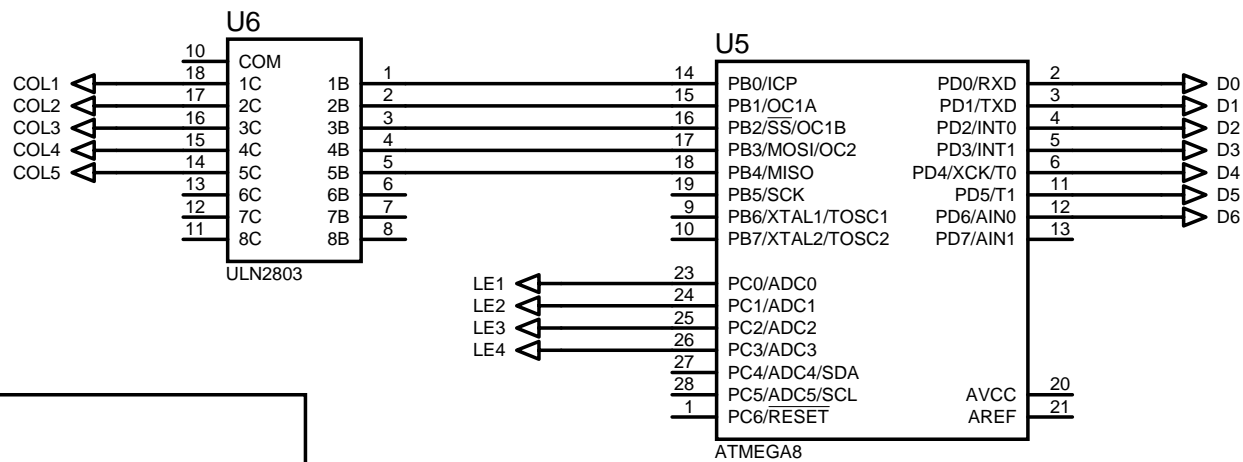 U6
10 COM
COL1 18 1C 1B 1
COL2 17 2C 2B 2
COL3 16 3C 3B 3
COL4 15 4C 4B 4
COL5 14 5C 5B 5
13 6C 6B 6
12 7C 7B 7
11 8C 8B 8
ULN2803
U5
14 PB0/ICP PD0/RXD 2 D0
15 PB1/OC1A PD1/TXD 3 D1
16 PB2/SS/OC1B PD2/INT0 4 D2
17 PB3/MOSI/OC2 PD3/INT1 5 D3
18 PB4/MISO PD4/XCK/T0 6 D4
19 PB5/SCK PD5/T1 11 D5
9 PB6/XTAL1/TOSC1 PD6/AIN0 12 D6
10 PB7/XTAL2/TOSC2 PD7/AIN1 13
LE1 23 PC0/ADC0
LE2 24 PC1/ADC1
LE3 25 PC2/ADC2
LE4 26 PC3/ADC3
27 PC4/ADC4/SDA
28 PC5/ADC5/SCL AVCC 20
1 PC6/RESET AREF 21
ATMEGA8